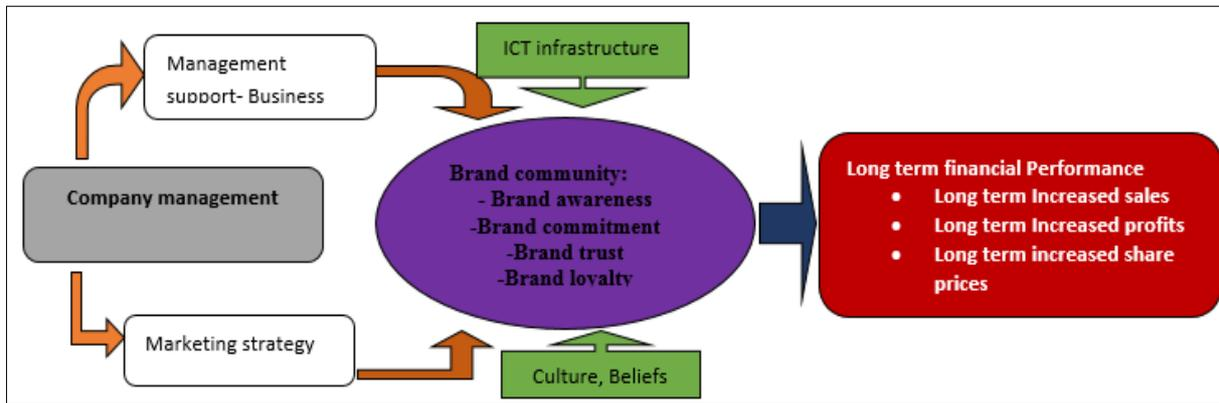 Management
support- Business
ICT infrastructure
Company management
Brand community:
- Brand awareness
-Brand commitment
-Brand trust
-Brand loyalty
Long term financial Performance
• Long term Increased sales
• Long term Increased profits
• Long term increased share
prices
Marketing strategy
Culture, Beliefs